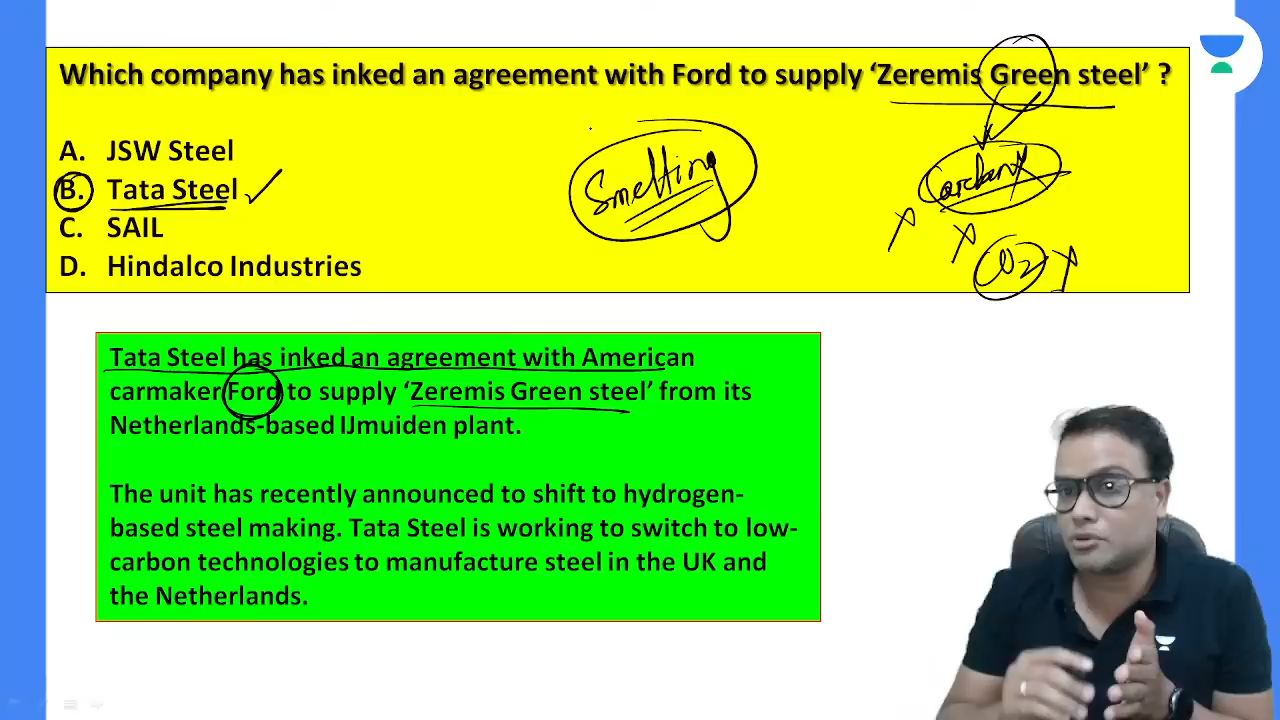 Which company has inked an agreement with Ford to supply ‘Zeremis Green steel’ ?
A. JSW Steel
B. Tata Steel
C. SAIL
D. Hindalco Industries
Smelting
Carbon
CO2
Tata Steel has inked an agreement with American
carmaker Ford to supply ‘Zeremis Green steel’ from its
Netherlands-based IJmuiden plant.
The unit has recently announced to shift to hydrogen-
based steel making. Tata Steel is working to switch to low-
carbon technologies to manufacture steel in the UK and
the Netherlands.